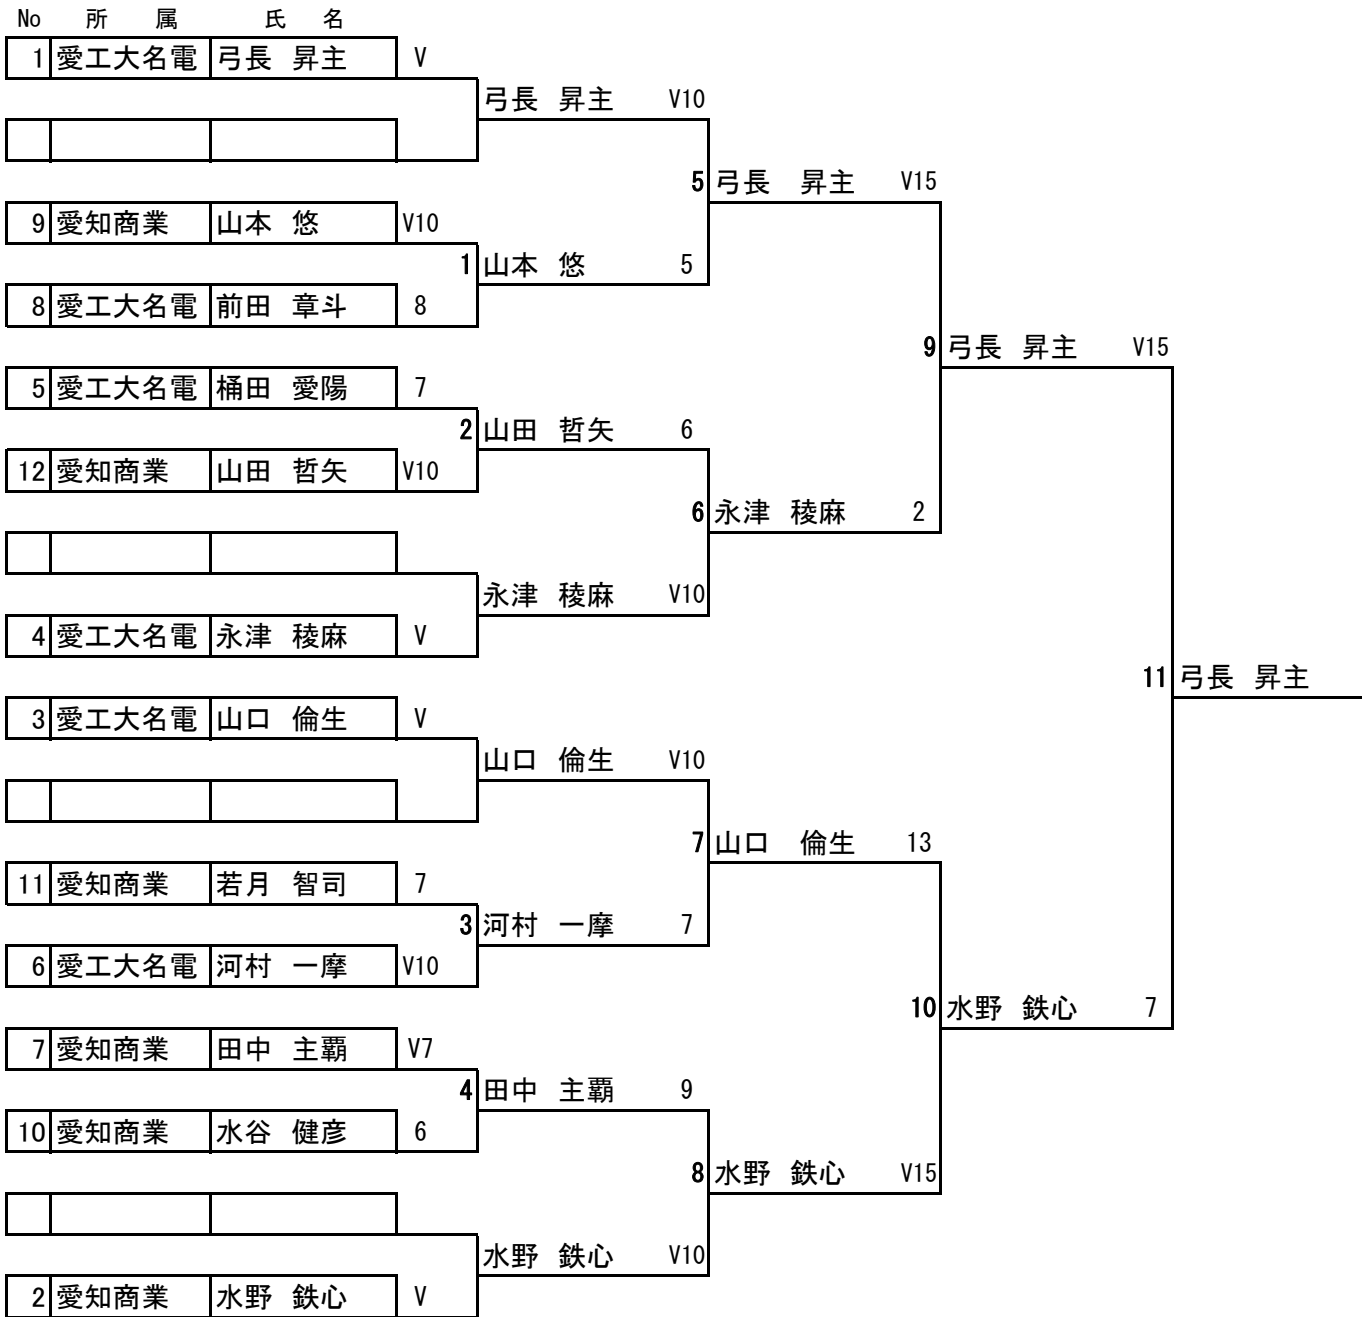 No 所 属 氏 名
1 愛工大名電 弓長 昇主 V
弓長 昇主 V10
5 弓長 昇主 V15
9 愛知商業 山本 悠 V10
1 山本 悠 5
8 愛工大名電 前田 章斗 8
9 弓長 昇主 V15
5 愛工大名電 桶田 愛陽 7
2 山田 哲矢 6
12 愛知商業 山田 哲矢 V10
6 永津 稜麻 2
永津 稜麻 V10
4 愛工大名電 永津 稜麻 V
11 弓長 昇主
3 愛工大名電 山口 倫生 V
山口 倫生 V10
7 山口 倫生 13
11 愛知商業 若月 智司 7
3 河村 一摩 7
6 愛工大名電 河村 一摩 V10
10 水野 鉄心 7
7 愛知商業 田中 主覇 V7
4 田中 主覇 9
10 愛知商業 水谷 健彦 6
8 水野 鉄心 V15
水野 鉄心 V10
2 愛知商業 水野 鉄心 V